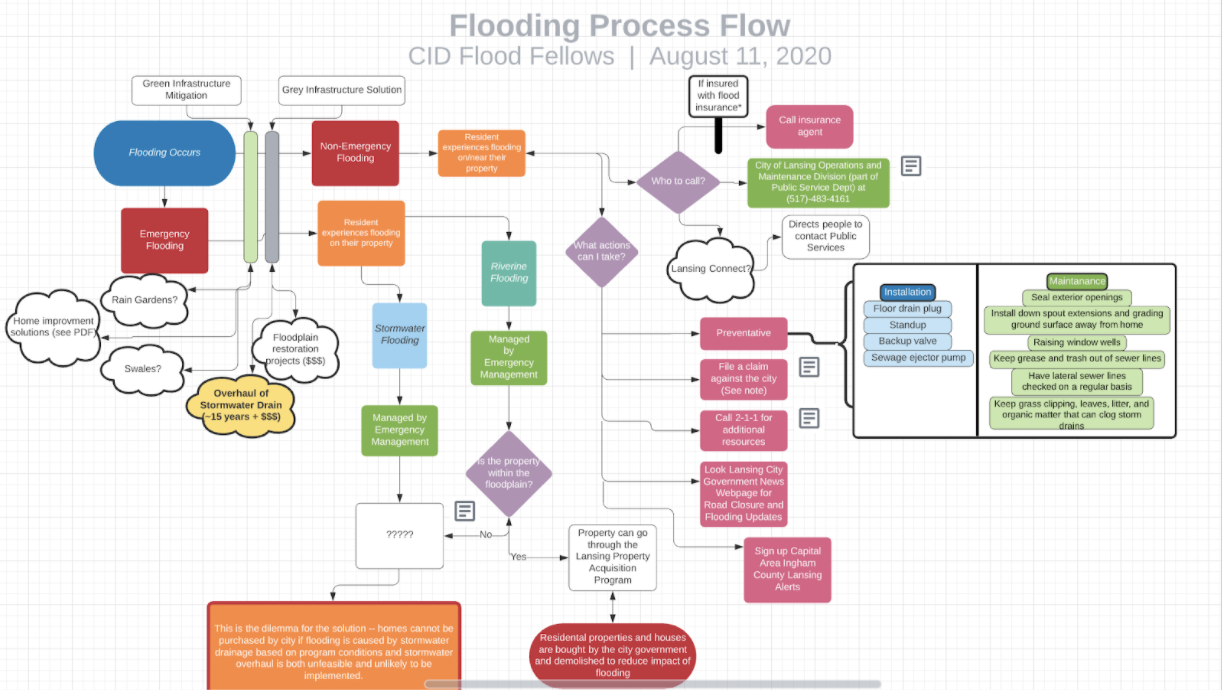 Flooding Process Flow
CID Flood Fellows | August 11, 2020
Green Infrastructure
Mitigation
Grey Infrastructure Solution
If insured
with flood
insurance*
Call insurance
agent
Flooding Occurs
Non-Emergency
Flooding
Resident
experiences flooding
on/near their
property
Who to call?
City of Lansing Operations and
Maintenance Division (part of
Public Service Dept) at
(517)-483-4161
Emergency
Flooding
Resident
experiences flooding
on their property
What actions
can I take?
Directs people to
contact Public
Services
Lansing Connect?
Riverine
Flooding
Rain Gardens?
Home improvment
solutions (see PDF)
Swales?
Floodplain
restoration
projects ($$$)
Overhaul of
Stormwater Drain
(~15 years + $$$)
Stormwater
Flooding
Managed
by
Emergency
Management
Managed by
Emergency
Management
Is the property
within the
floodplain?
Preventative
File a claim
against the city
(See note)
Call 2-1-1 for
additional
resources
Look Lansing City
Government News
Webpage for
Road Closure and
Flooding Updates
Sign up Capital
Area Ingham
County Lansing
Alerts
Installation
Floor drain plug
Standup
Backup valve
Sewage ejector pump
Maintanance
Seal exterior openings
Install down spout extensions and grading
ground surface away from home
Raising window wells
Keep grease and trash out of sewer lines
Have lateral sewer lines
checked on a regular basis
Keep grass clipping, leaves, litter, and
organic matter that can clog storm
drains
?????
No
Yes
Property can go
through the
Lansing Property
Acquisition
Program
This is the dilemma for the solution -- homes cannot be
purchased by city if flooding is caused by stormwater
drainage based on program conditions and stormwater
overhaul is both unfeasible and unlikely to be
implemented.
Residental properties and houses
are bought by the city government
and demolished to reduce impact of
flooding